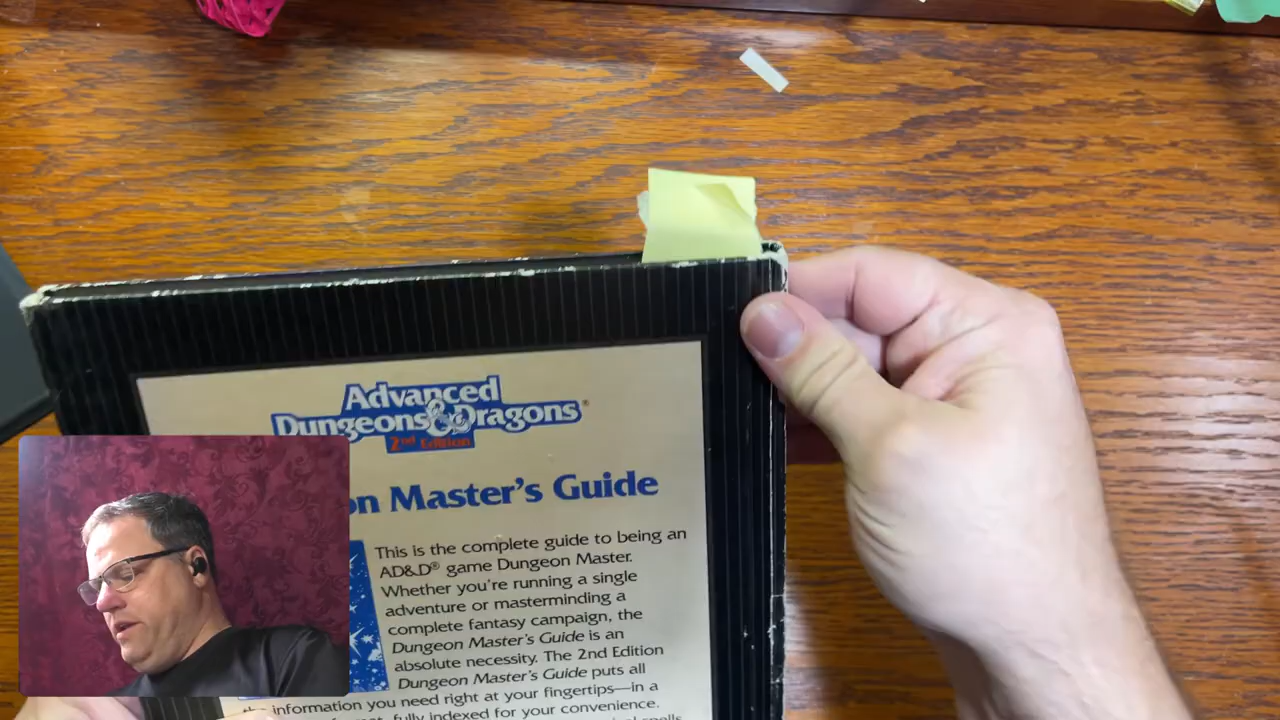 Advanced
Dungeons & Dragons®
2nd Edition
on Master's Guide
This is the complete guide to being an
AD&D® game Dungeon Master.
Whether you're running a single
adventure or masterminding a
complete fantasy campaign, the
Dungeon Master's Guide is an
absolute necessity. The 2nd Edition
Dungeon Master's Guide puts all
the information you need right at your fingertips—in a
fully indexed for your convenience.
spells